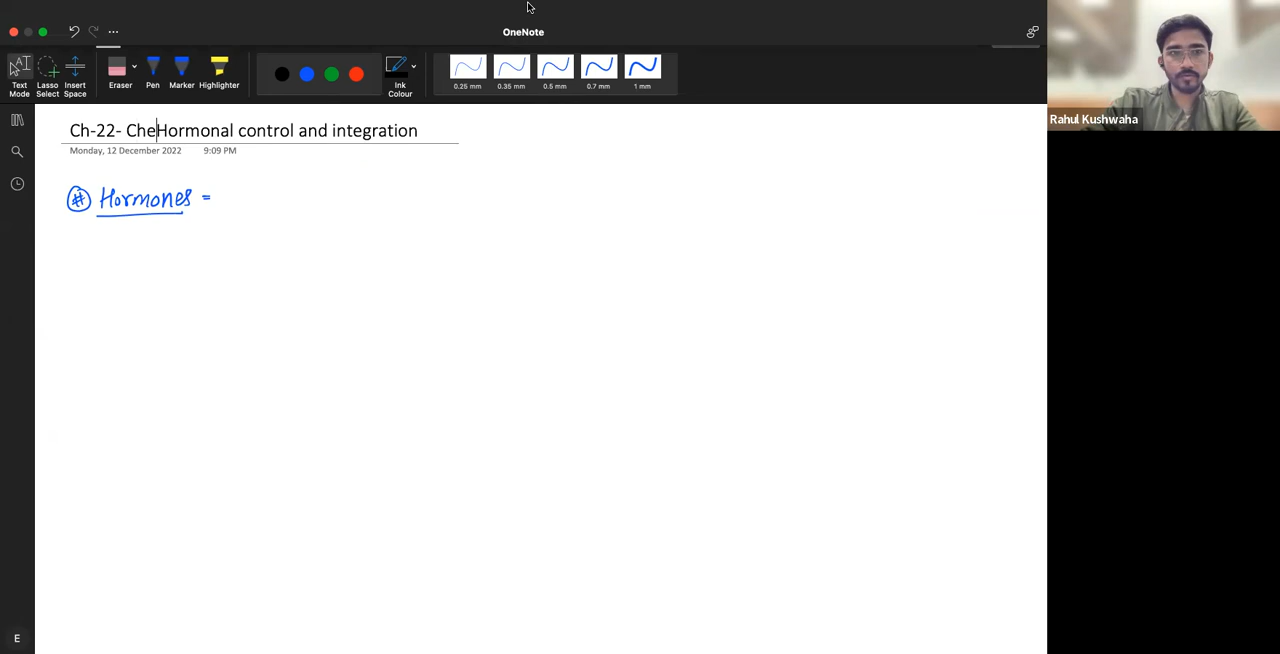 OneNote
Text Mode
Lasso Select
Insert Space
Eraser
Pen
Marker
Highlighter
Ink Colour
0.25 mm
0.35 mm
0.5 mm
0.7 mm
1 mm
Rahul Kushwaha
Ch-22- CheHormonal control and integration
Monday, 12 December 2022 9:09 PM
# Hormones =
E